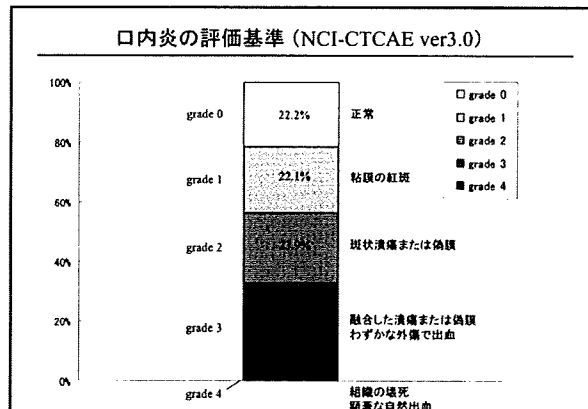 口内炎の評価基準（NCI-CTCAE ver3.0）
100%
80%
60%
40%
20%
0%
grade 0
grade 1
grade 2
grade 3
grade 4
22.2%
22.1%
正常
粘膜の紅斑
斑状潰瘍または偽膜
融合した潰瘍または偽膜
わずかな外傷で出血
組織の壊死
顕著な自然出血
□ grade 0
□ grade 1
grade 2
grade 3
grade 4